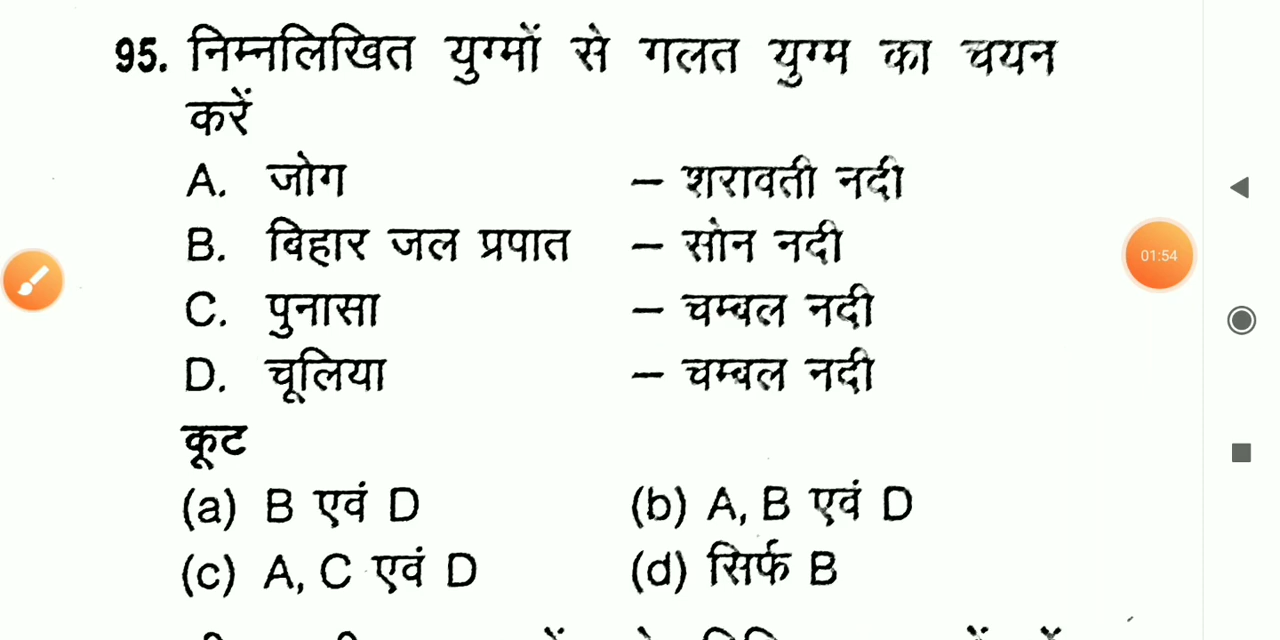 95. निम्नलिखित युग्मों से गलत युग्म का चयन
करें
A. जोग – शरावती नदी
B. बिहार जल प्रपात – सोन नदी
C. पुनासा – चम्बल नदी
D. चूलिया – चम्बल नदी
कूट
(a) B एवं D (b) A, B एवं D
(c) A, C एवं D (d) सिर्फ B
01:54